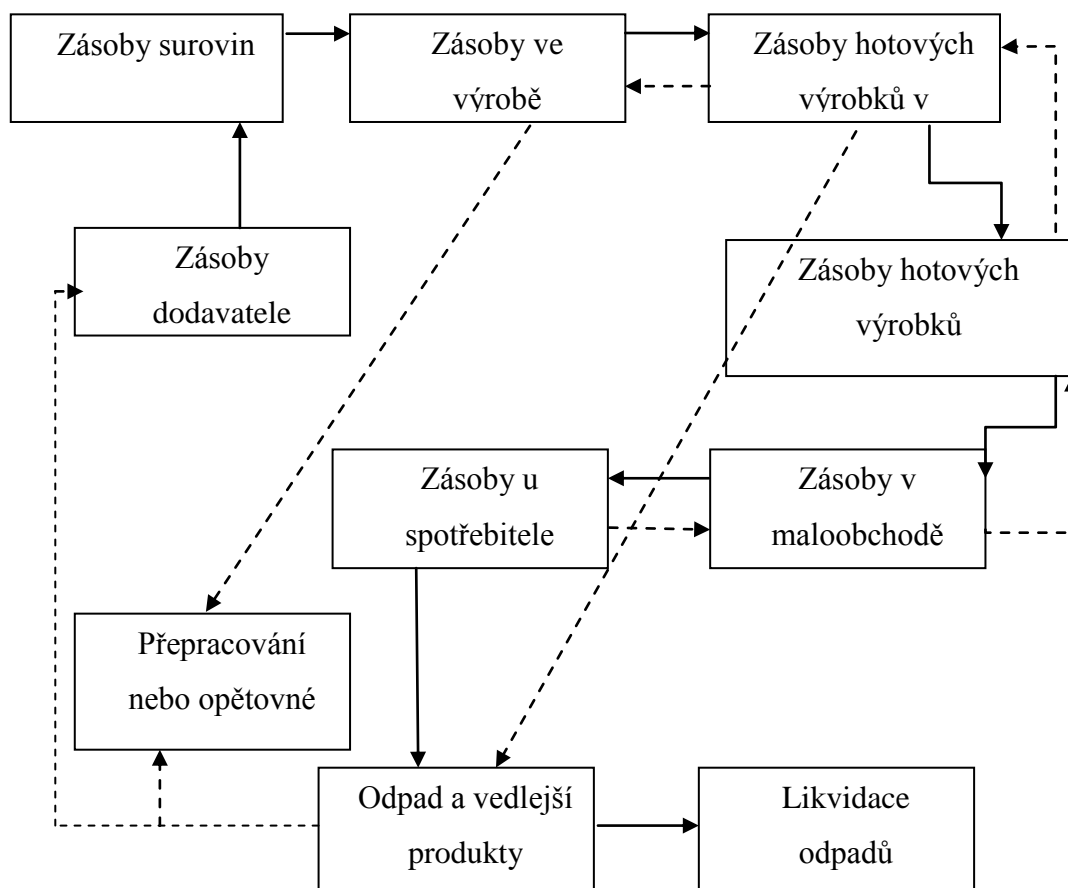 Zásoby surovin
Zásoby ve
výrobě
Zásoby hotových
výrobků v
Zásoby
dodavatele
Zásoby hotových
výrobků
Zásoby u
spotřebitele
Zásoby v
maloobchodě
Přepracování
nebo opětovné
Odpad a vedlejší
produkty
Likvidace
odpadů